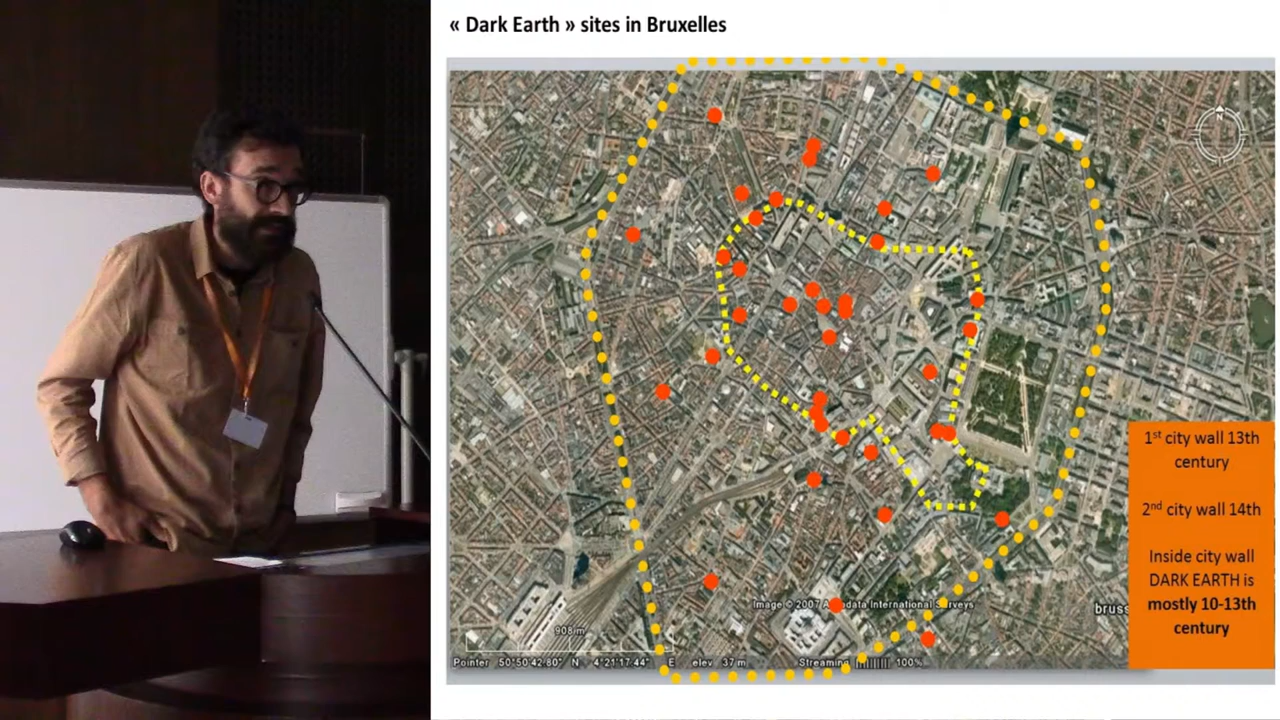 « Dark Earth » sites in Bruxelles
N
1st city wall 13th
century
2nd city wall 14th
Inside city wall
DARK EARTH is
mostly 10-13th
century
Image © 2007 Aerodata International Surveys
bruss
908 m
Pointer 50°50'42.80" N 4°21'17.44" E elev 37 m Streaming |||||||||| 100%